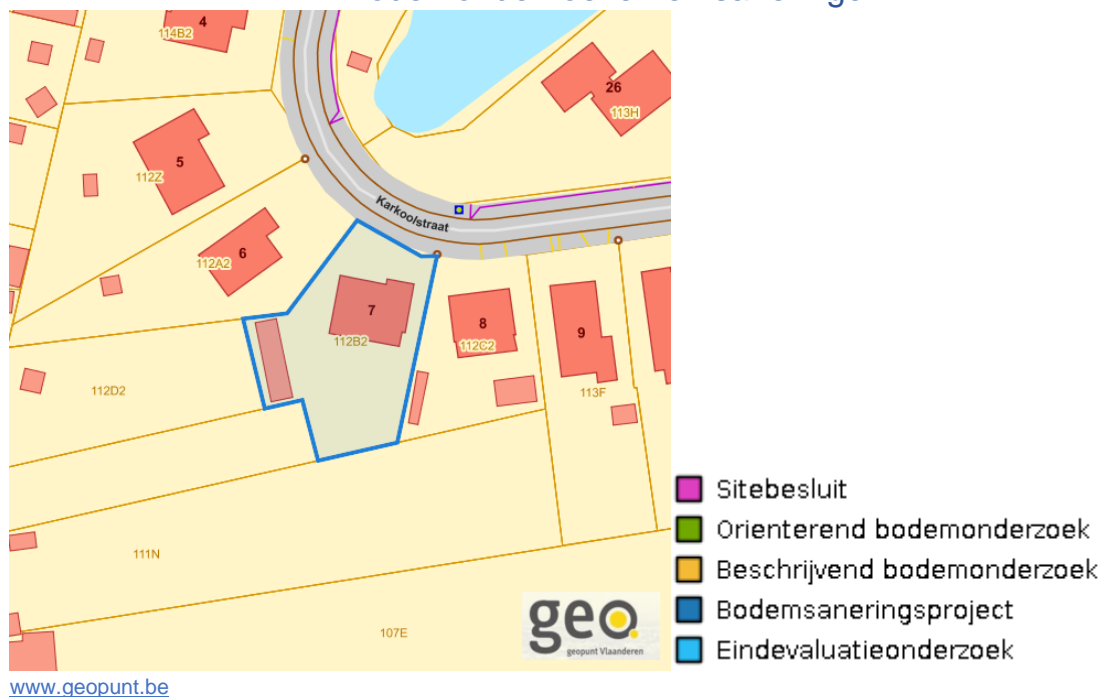 4
114B2
26
113H
5
112Z
Karkoolstraat
6
112A2
7
112B2
8
112C2
9
113F
112D2
111N
107E
geo
geopunt Vlaanderen
Sitebesluit
Orienterend bodemonderzoek
Beschrijvend bodemonderzoek
Bodemsaneringsproject
Eindevaluatieonderzoek
www.geopunt.be